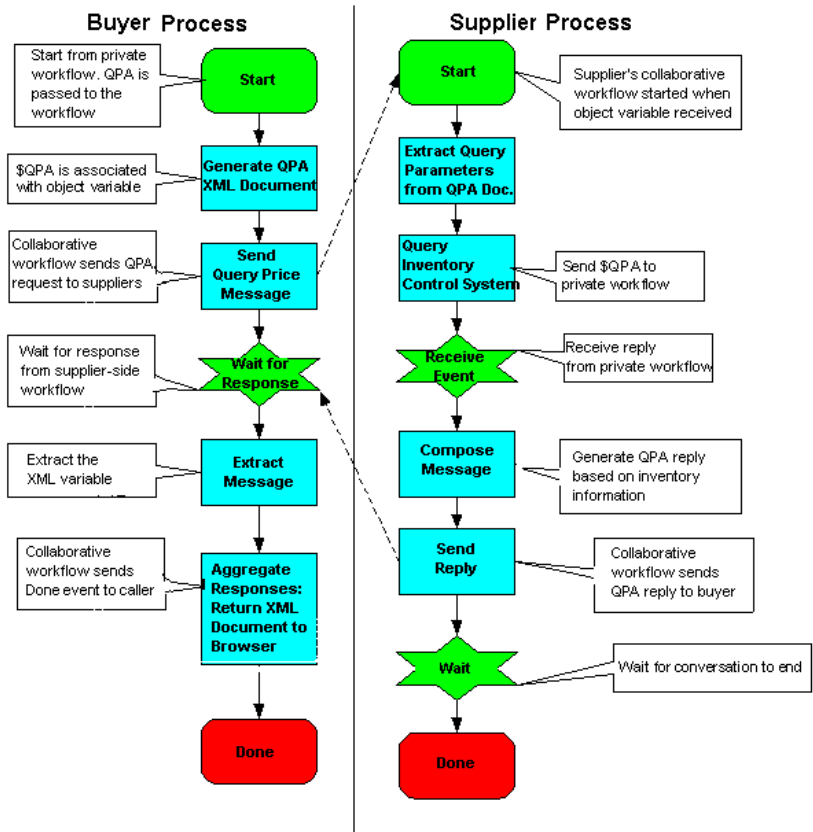 Buyer Process
Start from private
workflow. QPA is
passed to the
workflow
Start
$QPA is associated
with object variable
Generate QPA
XML Document
Collaborative
workflow sends QPA
request to suppliers
Send
Query Price
Message
Wait for response
from supplier-side
workflow
Wait for
Response
Extract the
XML variable
Extract
Message
Collaborative
workflow sends
Done event to caller
Aggregate
Responses:
Return XML
Document to
Browser
Done
Supplier Process
Start
Supplier's collaborative
workflow started when
object variable received
Extract Query
Parameters
from QPA Doc.
Query
Inventory
Control System
Send $QPA to
private workflow
Receive
Event
Receive reply
from private workflow
Compose
Message
Generate QPA reply
based on inventory
information
Send
Reply
Collaborative
workflow sends
QPA reply to buyer
Wait
Wait for conversation to end
Done